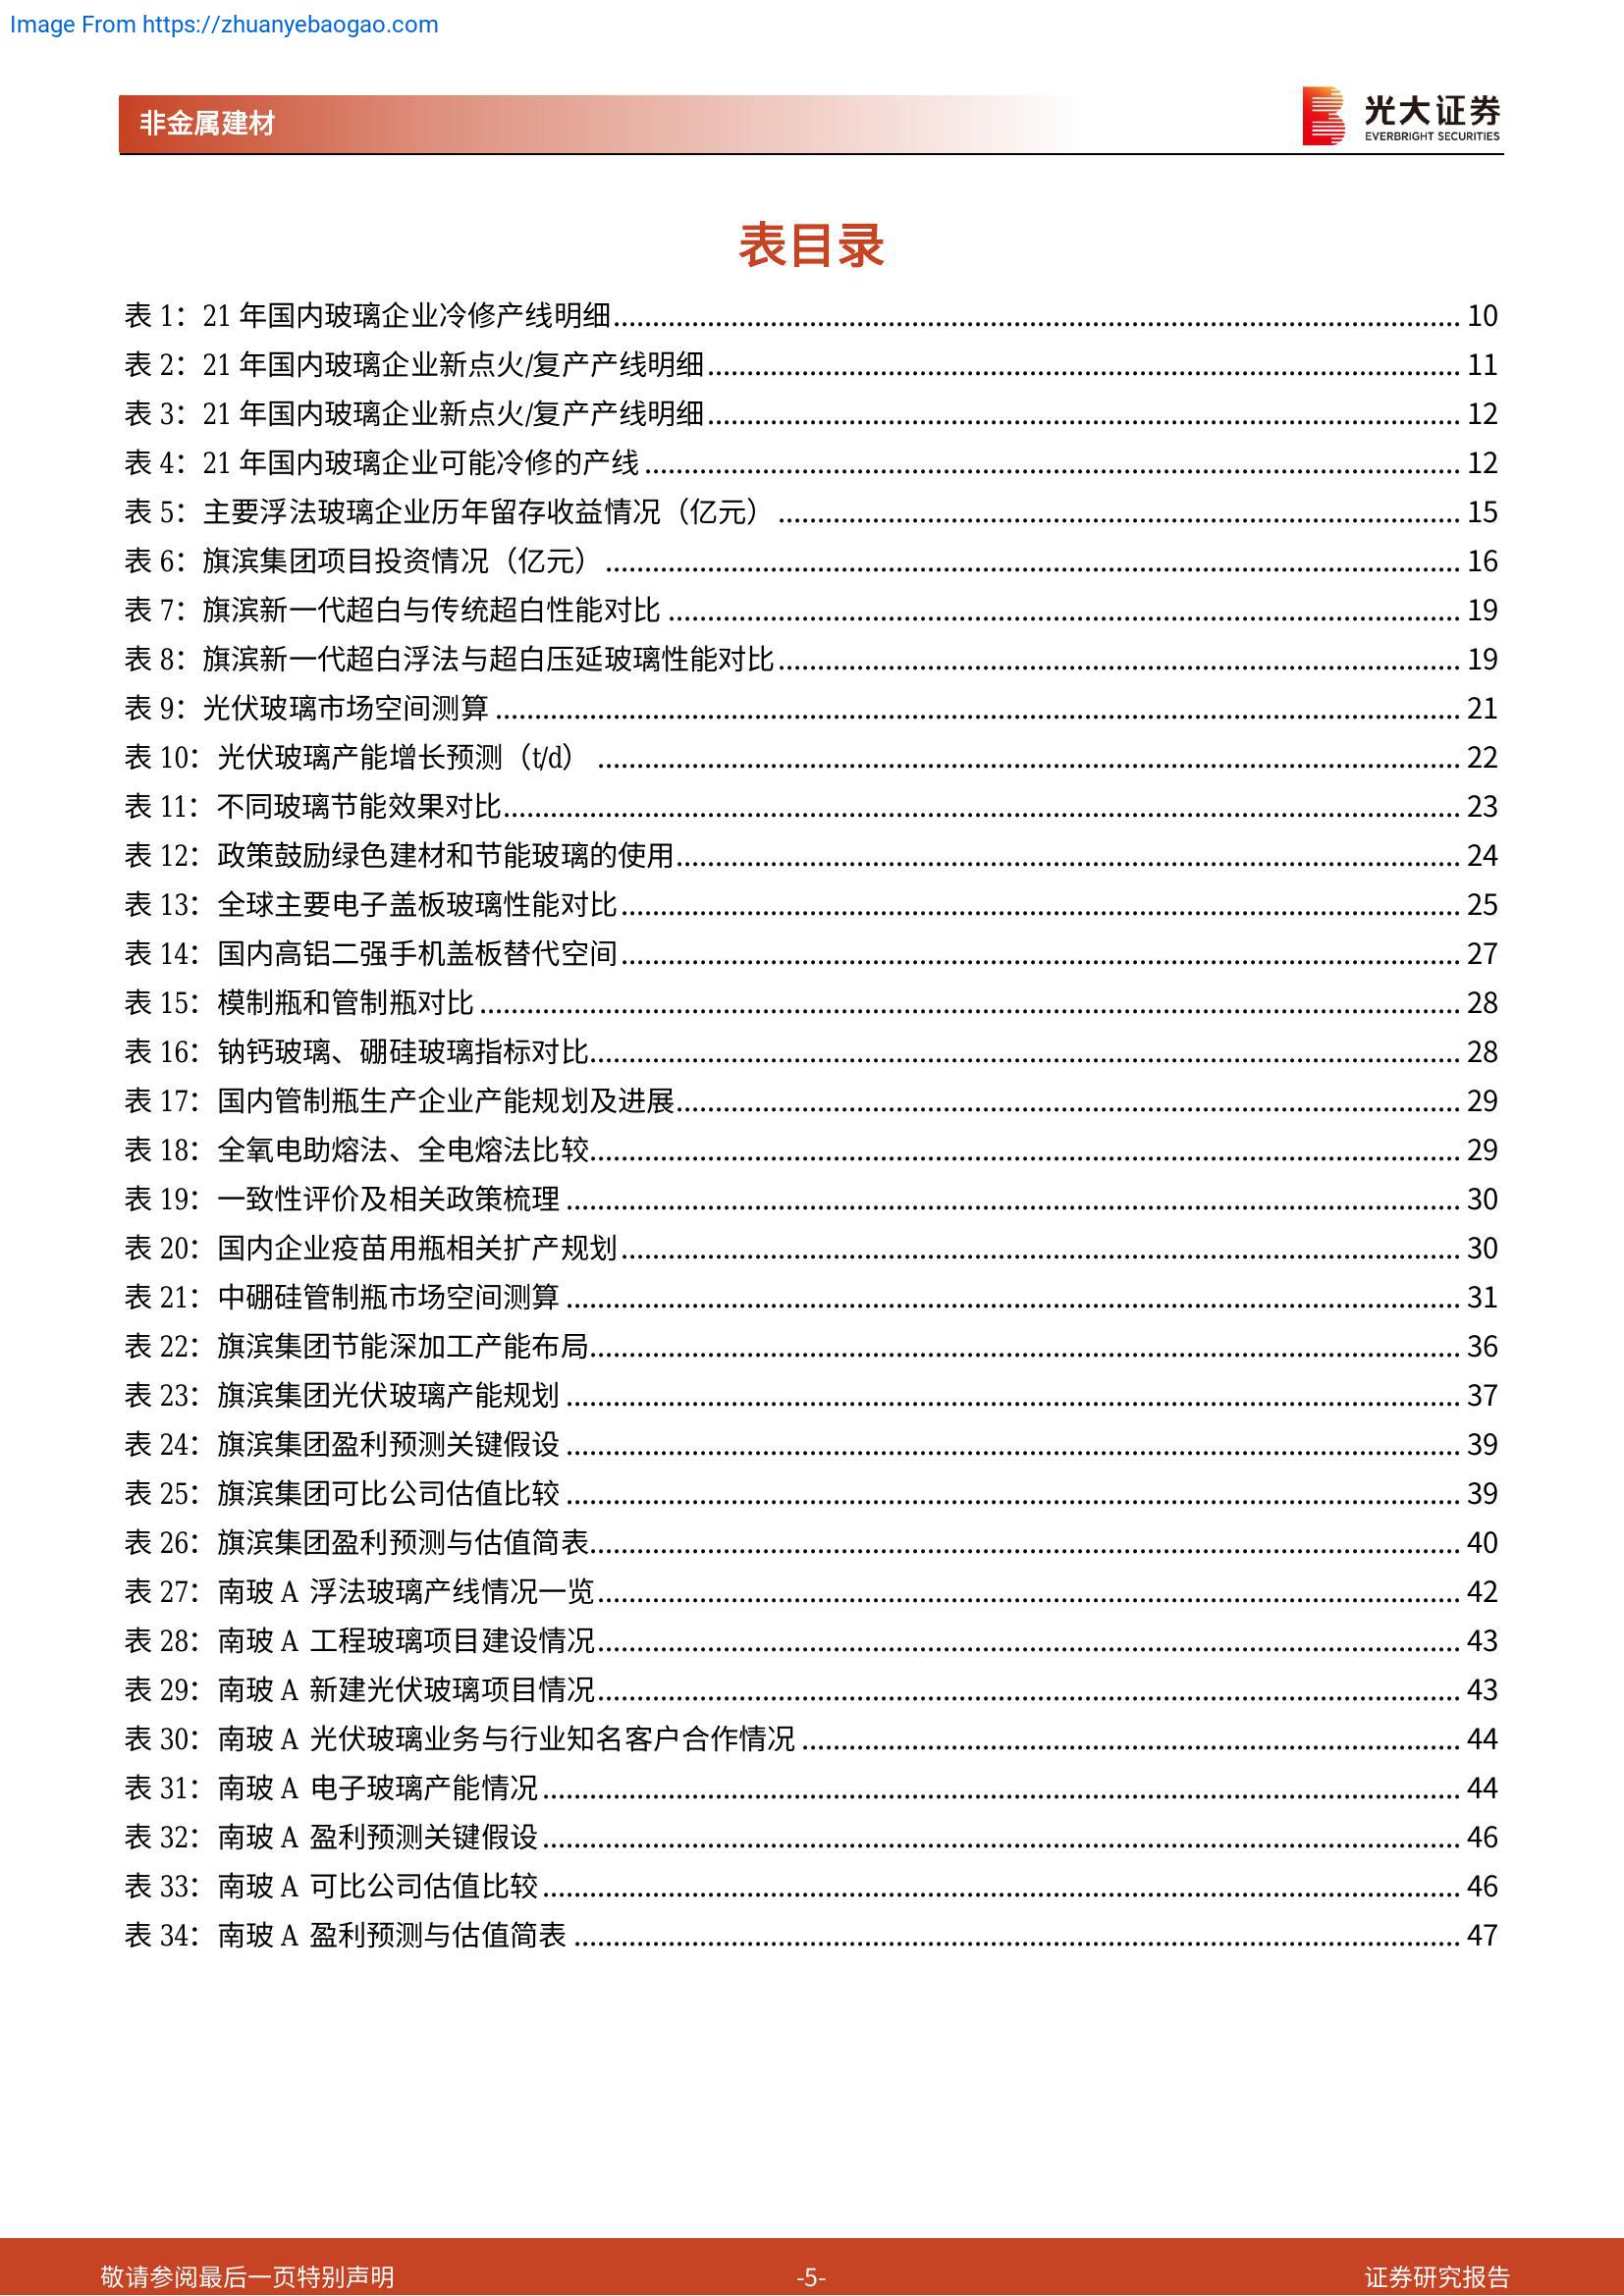 Image From https://zhuanyebaogao.com
非金属建材
光大证券
EVERBRIGHT SECURITIES
表目录
表 1：21 年国内玻璃企业冷修产线明细 10
表 2：21 年国内玻璃企业新点火/复产产线明细 11
表 3：21 年国内玻璃企业新点火/复产产线明细 12
表 4：21 年国内玻璃企业可能冷修的产线 12
表 5：主要浮法玻璃企业历年留存收益情况（亿元） 15
表 6：旗滨集团项目投资情况（亿元） 16
表 7：旗滨新一代超白与传统超白性能对比 19
表 8：旗滨新一代超白浮法与超白压延玻璃性能对比 19
表 9：光伏玻璃市场空间测算 21
表 10：光伏玻璃产能增长预测（t/d） 22
表 11：不同玻璃节能效果对比 23
表 12：政策鼓励绿色建材和节能玻璃的使用 24
表 13：全球主要电子盖板玻璃性能对比 25
表 14：国内高铝二强手机盖板替代空间 27
表 15：模制瓶和管制瓶对比 28
表 16：钠钙玻璃、硼硅玻璃指标对比 28
表 17：国内管制瓶生产企业产能规划及进展 29
表 18：全氧电助熔法、全电熔法比较 29
表 19：一致性评价及相关政策梳理 30
表 20：国内企业疫苗用瓶相关扩产规划 30
表 21：中硼硅管制瓶市场空间测算 31
表 22：旗滨集团节能深加工产能布局 36
表 23：旗滨集团光伏玻璃产能规划 37
表 24：旗滨集团盈利预测关键假设 39
表 25：旗滨集团可比公司估值比较 39
表 26：旗滨集团盈利预测与估值简表 40
表 27：南玻 A 浮法玻璃产线情况一览 42
表 28：南玻 A 工程玻璃项目建设情况 43
表 29：南玻 A 新建光伏玻璃项目情况 43
表 30：南玻 A 光伏玻璃业务与行业知名客户合作情况 44
表 31：南玻 A 电子玻璃产能情况 44
表 32：南玻 A 盈利预测关键假设 46
表 33：南玻 A 可比公司估值比较 46
表 34：南玻 A 盈利预测与估值简表 47
敬请参阅最后一页特别声明 -5- 证券研究报告